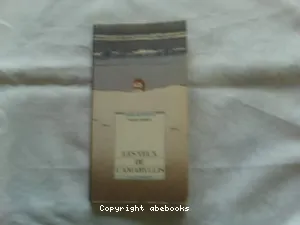 LES YEUX
DE
L'AMARYLLIS
Copyright abebooks